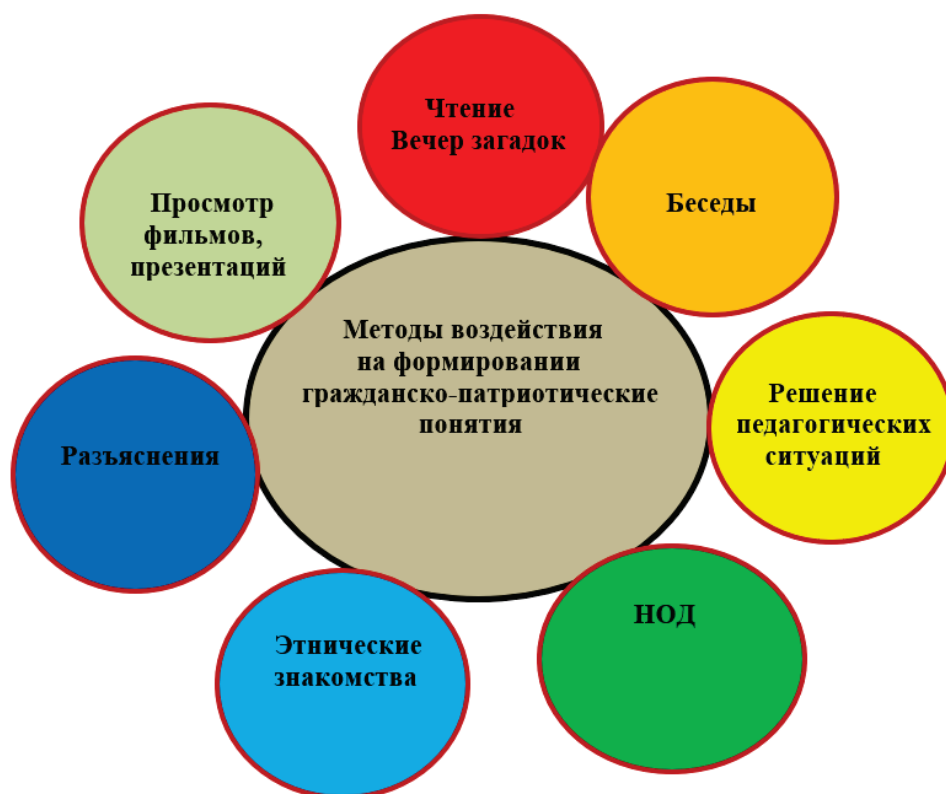 Чтение
Вечер загадок
Беседы
Просмотр
фильмов,
презентаций
Методы воздействия
на формировании
гражданско-патриотические
понятия
Решение
педагогических
ситуаций
Разъяснения
НОД
Этнические
знакомства